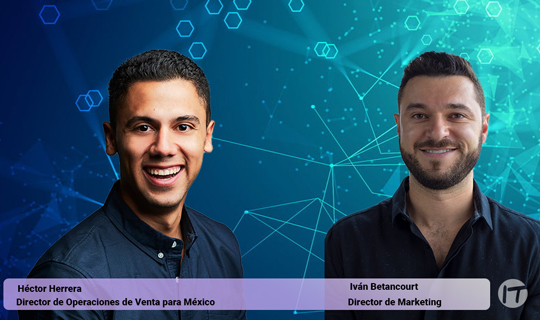 Héctor Herrera
Director de Operaciones de Venta para México
Iván Betancourt
Director de Marketing
IT